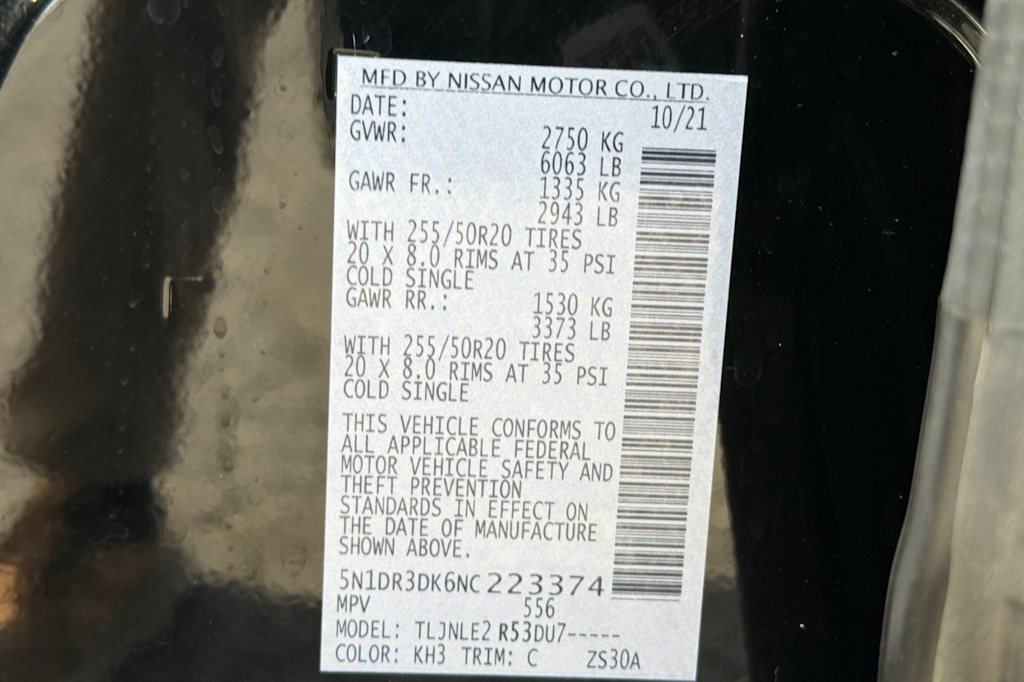 MFD BY NISSAN MOTOR CO., LTD.
DATE: 10/21
GVWR: 2750 KG
6063 LB
GAWR FR.: 1335 KG
2943 LB
WITH 255/50R20 TIRES
20 X 8.0 RIMS AT 35 PSI
COLD SINGLE
GAWR RR.: 1530 KG
3373 LB
WITH 255/50R20 TIRES
20 X 8.0 RIMS AT 35 PSI
COLD SINGLE
THIS VEHICLE CONFORMS TO
ALL APPLICABLE FEDERAL
MOTOR VEHICLE SAFETY AND
THEFT PREVENTION
STANDARDS IN EFFECT ON
THE DATE OF MANUFACTURE
SHOWN ABOVE.
5N1DR3DK6NC223374
MPV 556
MODEL: TLJNLE2 R53DU7-----
COLOR: KH3 TRIM: C ZS30A